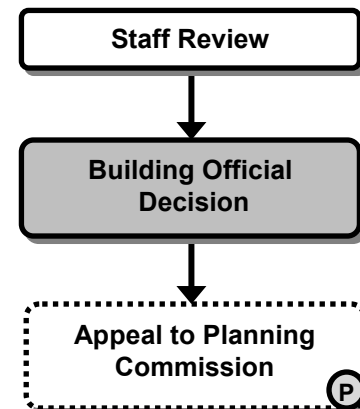 Staff Review
Building Official
Decision
Appeal to Planning
Commission
P